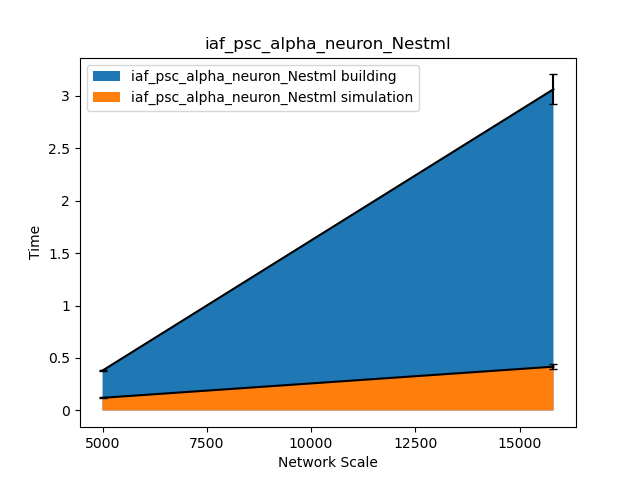 iaf_psc_alpha_neuron_Nestml
iaf_psc_alpha_neuron_Nestml building
iaf_psc_alpha_neuron_Nestml simulation
3
2.5
2
1.5
1
0.5
0
Time
5000 7500 10000 12500 15000
Network Scale